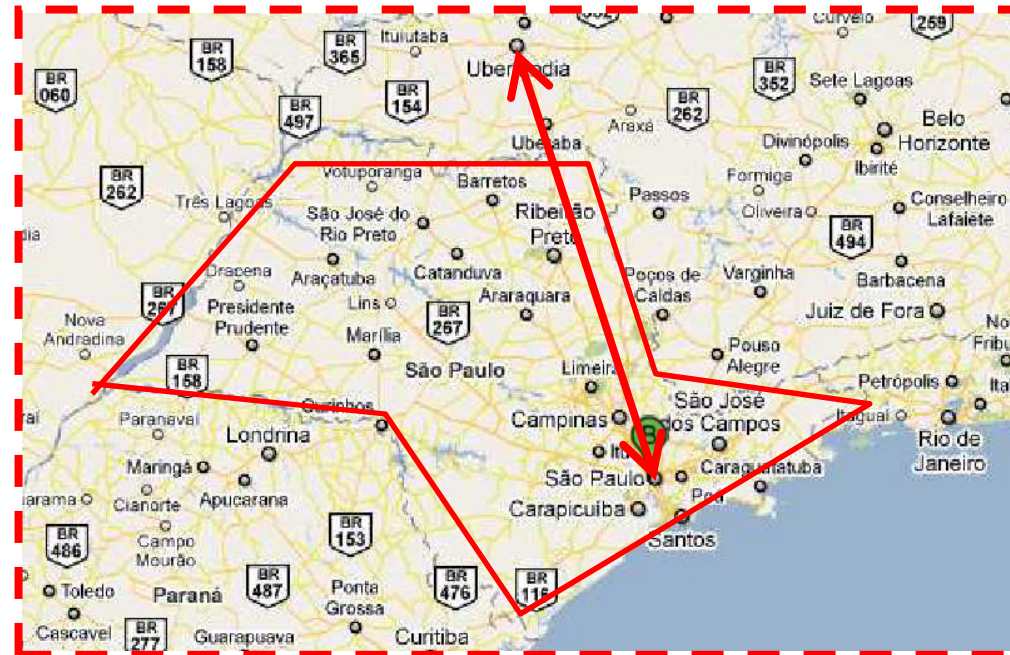 Curvelo
259
Ituiutaba
BR
365
BR
158
Uberlândia
BR
352
Sete Lagoas
BR
060
BR
154
BR
497
BR
262
Araxá
Uberaba
Belo
Horizonte
Divinópolis
Ibirité
BR
262
Votuporanga
Barretos
Passos
Formiga
Três Lagoas
São José do
Rio Preto
Ribeirão
Preto
Oliveira
Conselheiro
Lafaiete
BR
494
Dracena
Araçatuba
Catanduva
Poços de
Caldas
Varginha
Barbacena
BR
267
Presidente
Prudente
Lins
BR
267
Araraquara
Juiz de Fora
Nova
Andradina
Marília
Pouso
Alegre
BR
158
São Paulo
Limeira
Petrópolis
Paranavaí
Ourinhos
Campinas
São José
dos Campos
Itaguaí
Rio de
Janeiro
Londrina
Maringá
São Paulo
Caraguatatuba
Cianorte
Apucarana
Carapicuíba
Santos
Campo
Mourão
BR
153
BR
486
Toledo
Paraná
BR
487
Ponta
Grossa
BR
476
BR
116
Cascavel
BR
277
Guarapuava
Curitiba